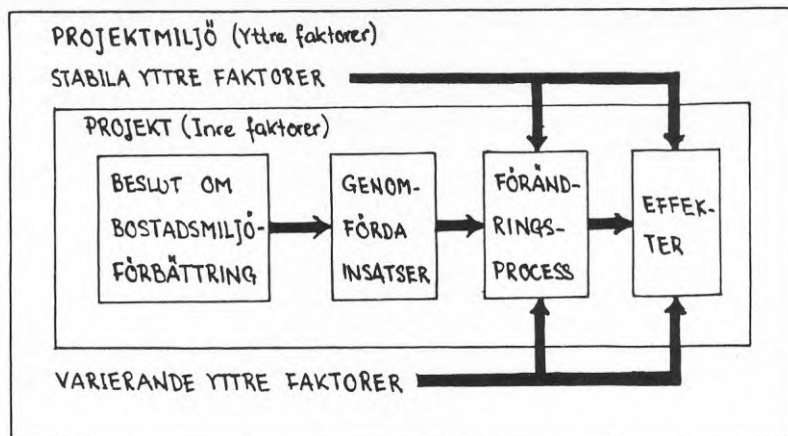 PROJEKTMILJÖ (Yttre faktorer)
STABILA YTTRE FAKTORER
PROJEKT (Inre faktorer)
BESLUT OM
BOSTADSMILJÖ-
FÖRBÄTTRING
GENOM-
FÖRDA
INSATSER
FÖRÄND-
RINGS-
PROCESS
EFFEK-
TER
VARIERANDE YTTRE FAKTORER